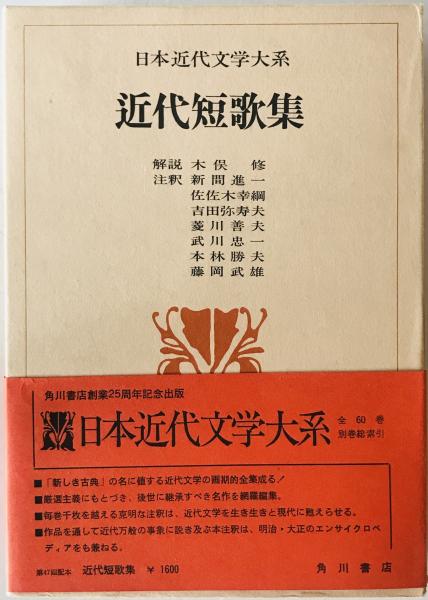 日本近代文学大系
近代短歌集
解説 木俣 修
注釈 新間進一
佐佐木幸綱
吉田弥寿夫
菱川善夫
武川忠一
本林勝夫
藤岡武雄
角川書店創業25周年記念出版
日本近代文学大系
全60巻
別巻総索引
■「新しき古典」の名に値する近代文学の画期的全集成る!
■厳選主義にもとづき、後世に継承すべき名作を網羅編集。
■毎巻千枚を越える克明な注釈は、近代文学を生き生きと現代に甦えらせる。
■作品を通して近代万般の事象に説き及ぶ本注釈は、明治・大正のエンサイクロペ
ディアをも兼ねる。
第47回配本 近代短歌集 ¥ 1600
角川書店